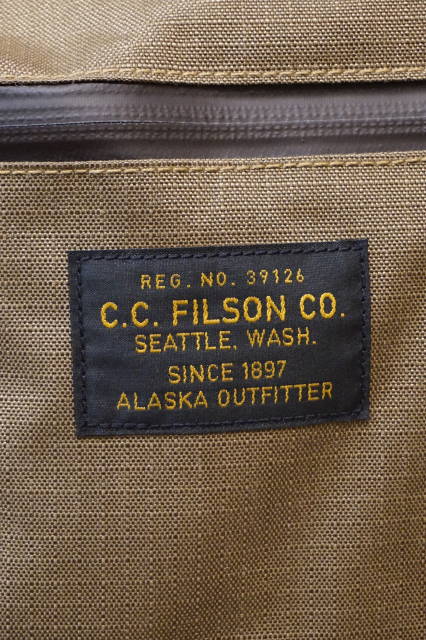 REG. NO. 39126
C.C. FILSON CO.
SEATTLE, WASH.
SINCE 1897
ALASKA OUTFITTER